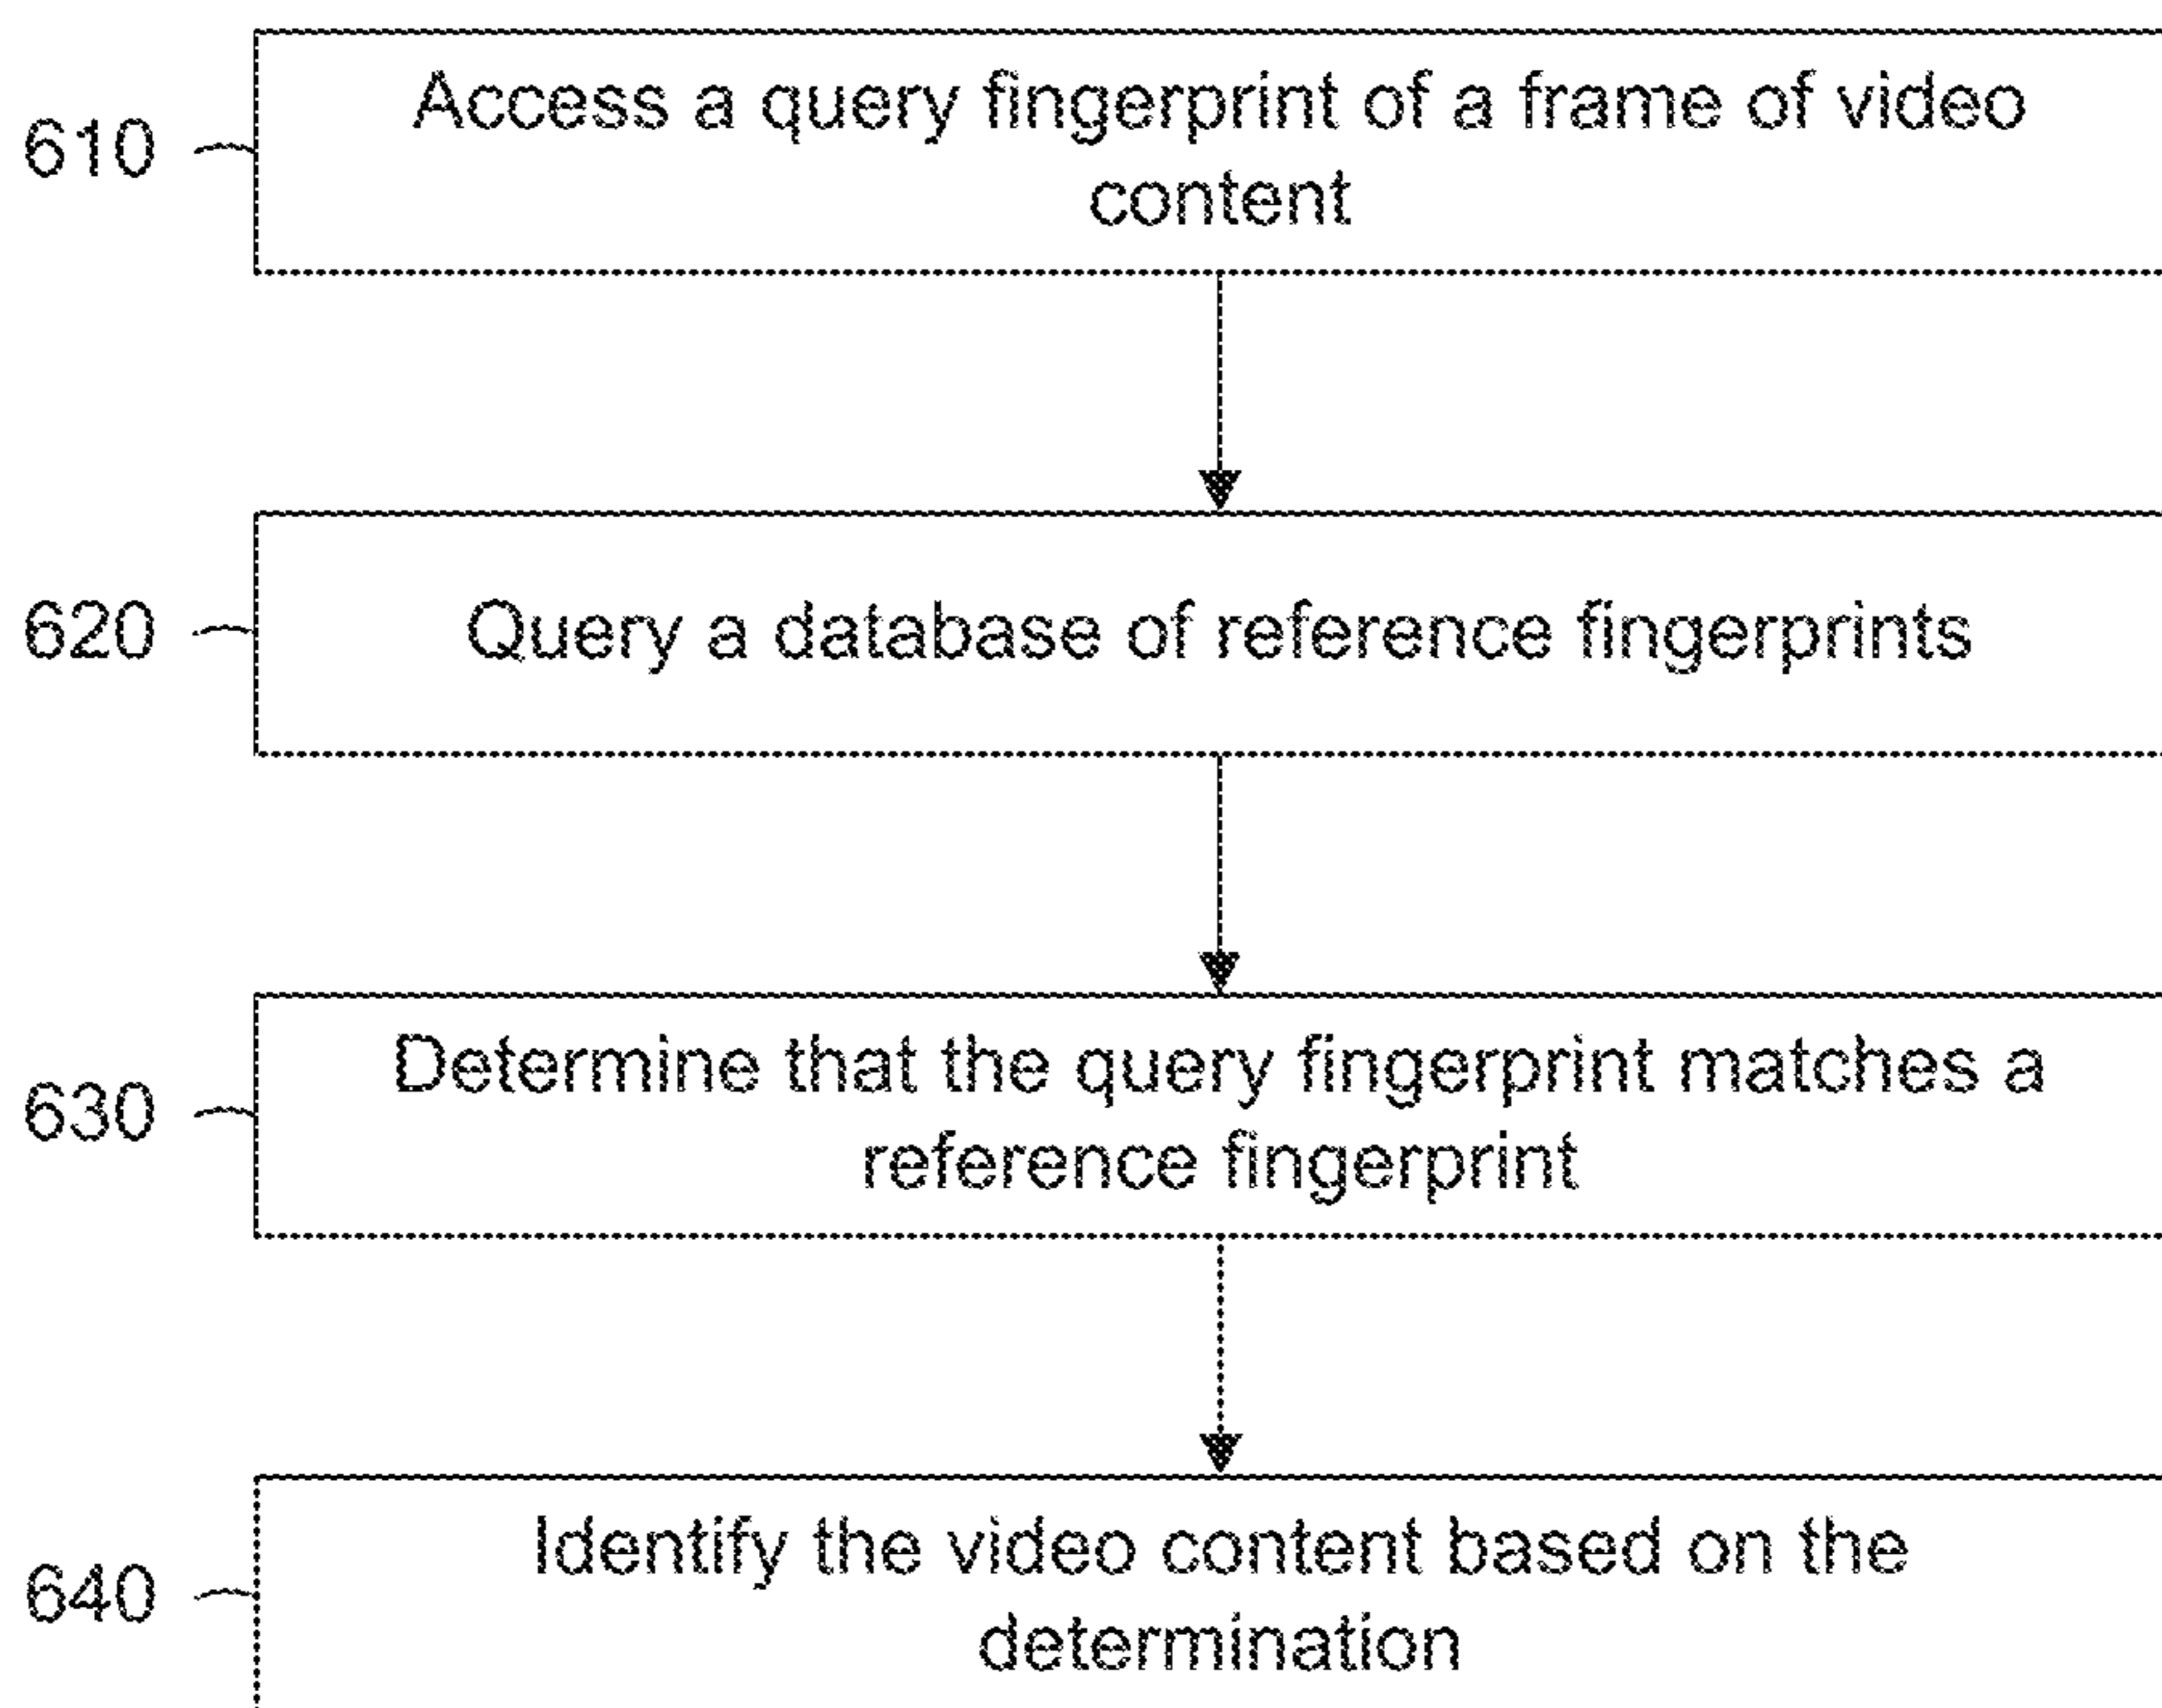 610
Access a query fingerprint of a frame of video
content
620
Query a database of reference fingerprints
630
Determine that the query fingerprint matches a
reference fingerprint
640
Identify the video content based on the
determination